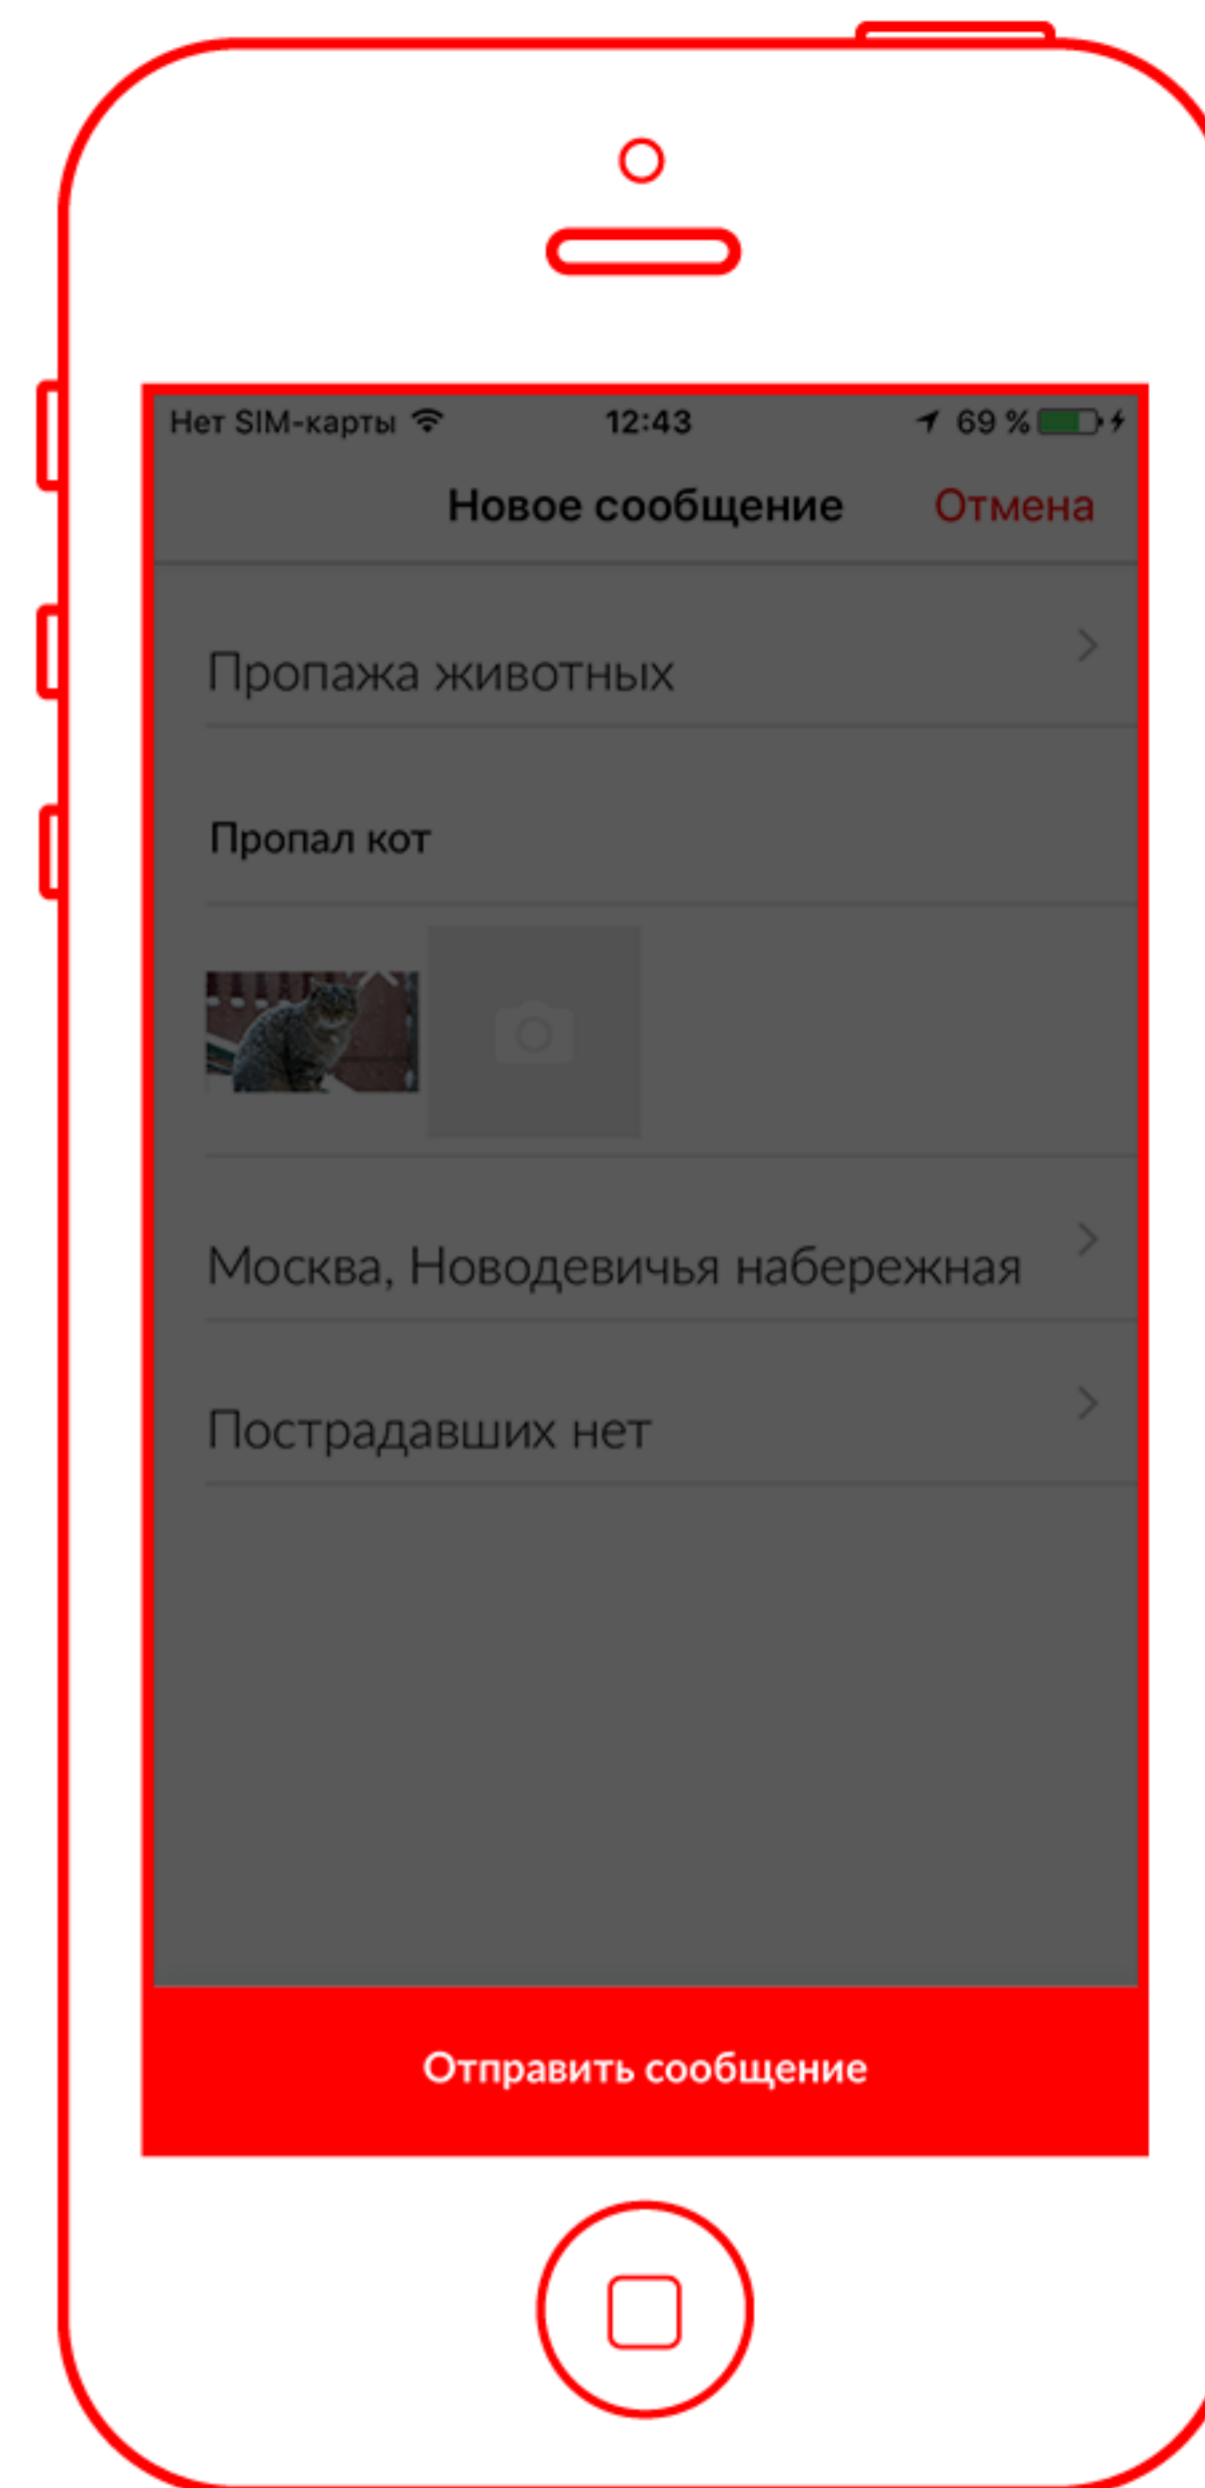 Нет SIM-карты 12:43 69 %
Новое сообщение Отмена
Пропажа животных
Пропал кот
Москва, Новодевичья набережная
Пострадавших нет
Отправить сообщение